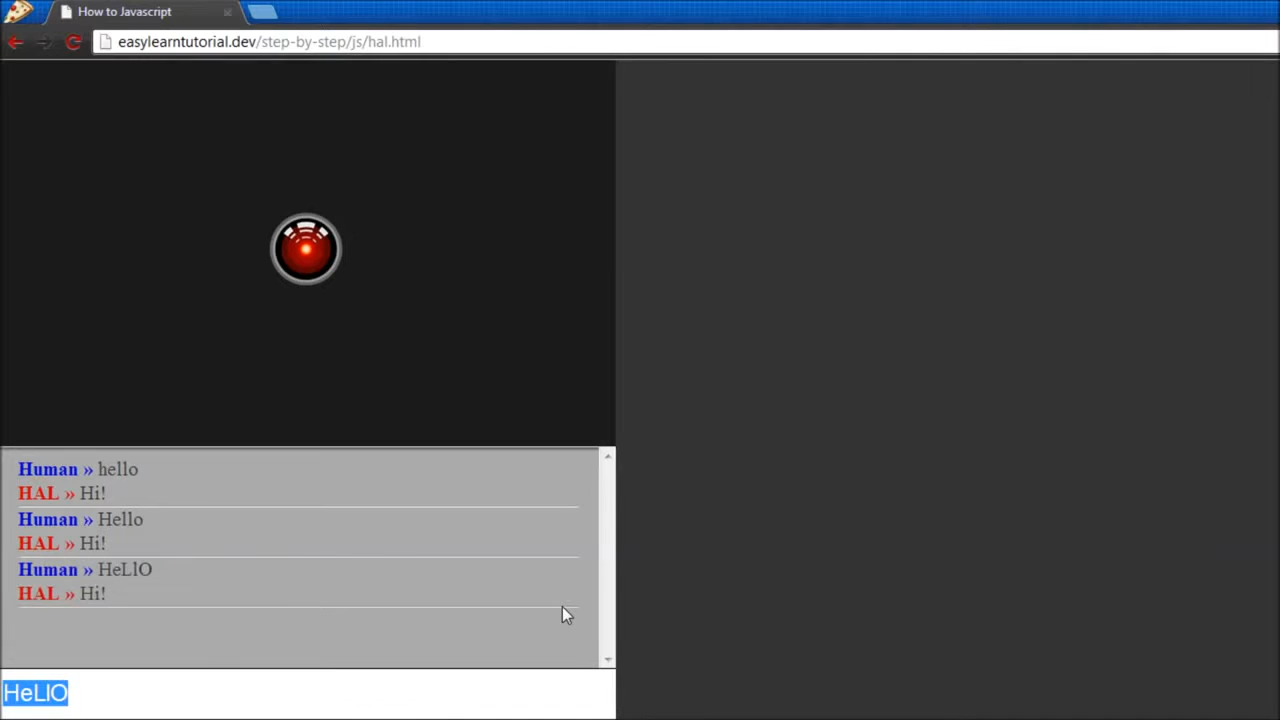 How to Javascript
easylearntutorial.dev/step-by-step/js/hal.html
Human » hello
HAL » Hi!
Human » Hello
HAL » Hi!
Human » HeLlO
HAL » Hi!
HeLlO